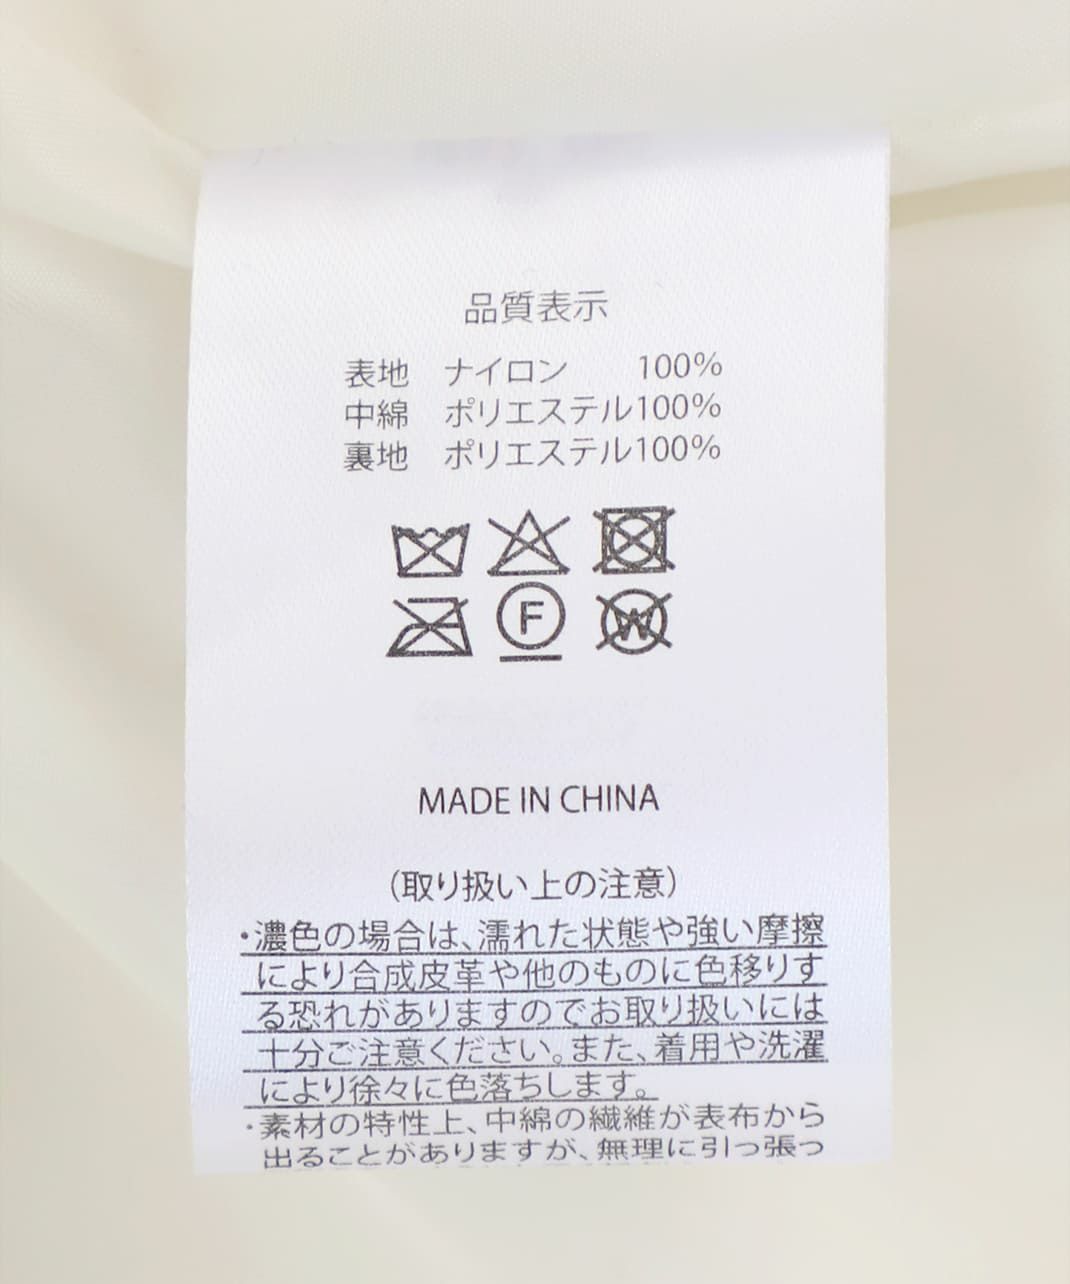 品質表示
表地 ナイロン 100%
中綿 ポリエステル100%
裏地 ポリエステル100%
F
W
MADE IN CHINA
(取り扱い上の注意)
・濃色の場合は、濡れた状態や強い摩擦
により合成皮革や他のものに色移りす
る恐れがありますのでお取り扱いには
十分ご注意ください。また、着用や洗濯
により徐々に色落ちします。
・素材の特性上、中綿の繊維が表布から
出ることがありますが、無理に引っ張っ